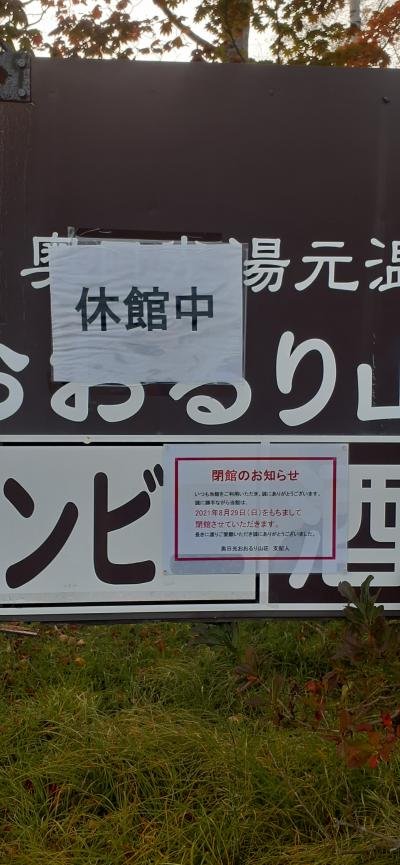 奥
湯元温
休館中
おおるり山
ンビ
酒
閉館のお知らせ
いつも当館をご利用いただき、誠にありがとうございます。
誠に勝手ながら当館は、
2021年8月29日(日)をもちまして
閉館させていただきます。
長きに渡りご愛顧いただき誠にありがとうございました。
奥日光おおるり山荘 支配人